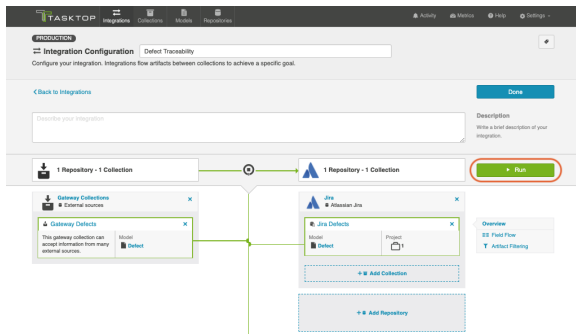 TASKTOP
Integrations
Collections
Models
Repositories
Activity
Metrics
Help
Settings
PRODUCTION
Integration Configuration
Defect Traceability
Configure your integration. Integrations flow artifacts between collections to achieve a specific goal.
Back to Integrations
Done
Describe your integration
Description
Write a brief description of your
integration.
1 Repository - 1 Collection
1 Repository - 1 Collection
Run
Gateway Collections
External sources
Gateway Defects
This gateway collection can
accept information from many
external sources.
Model
Defect
Jira
Atlassian Jira
Jira Defects
Model
Defect
Project
1
+ Add Collection
+ Add Repository
Overview
Field Flow
Artifact Filtering